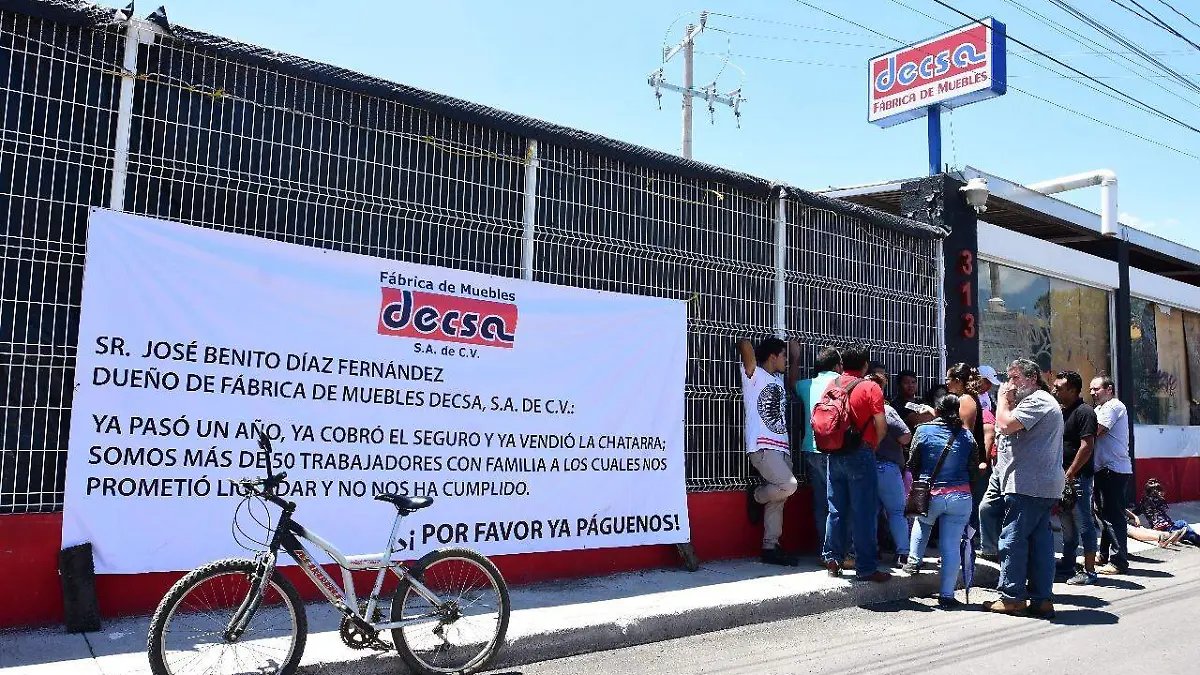 decsa
FÁBRICA DE MUEBLES
313
Fábrica de Muebles
decsa
S.A. de C.V.
SR. JOSÉ BENITO DÍAZ FERNÁNDEZ
DUEÑO DE FÁBRICA DE MUEBLES DECSA, S.A. DE C.V.:
YA PASÓ UN AÑO, YA COBRÓ EL SEGURO Y YA VENDIÓ LA CHATARRA;
SOMOS MÁS DE 50 TRABAJADORES CON FAMILIA A LOS CUALES NOS
PROMETIÓ LIQUIDAR Y NO NOS HA CUMPLIDO.
¡POR FAVOR YA PÁGUENOS!